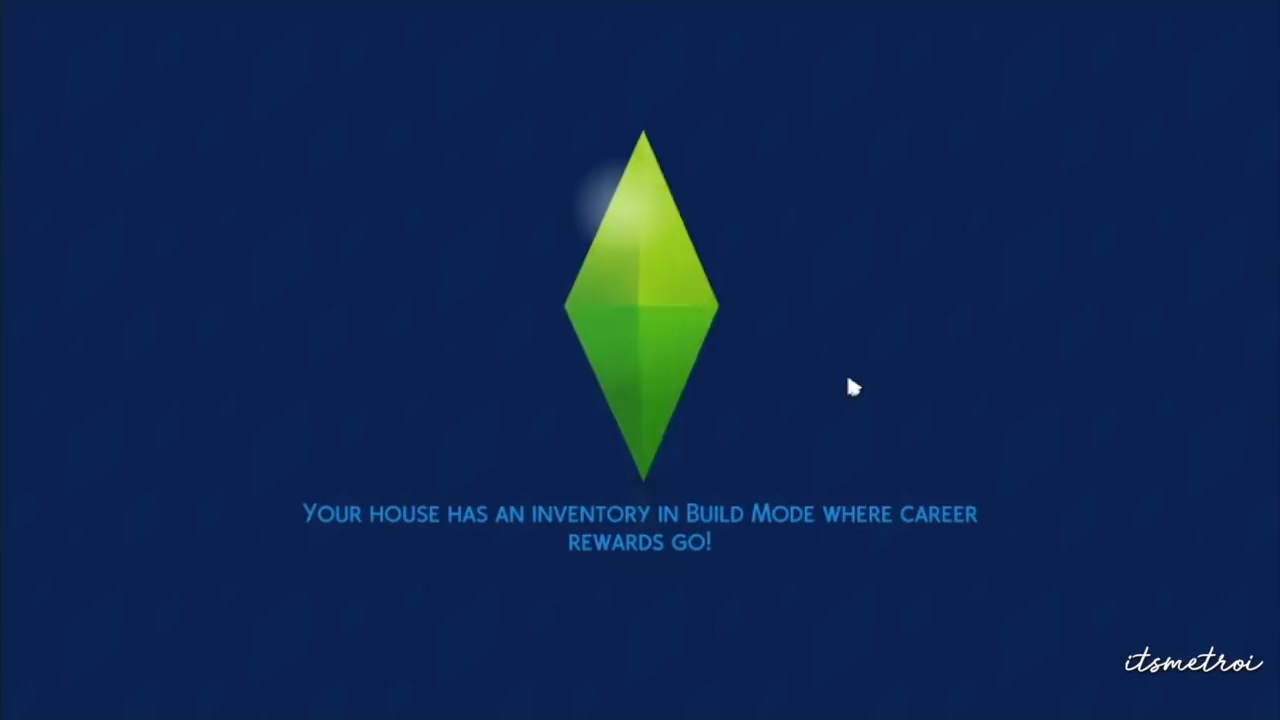 Your house has an inventory in Build Mode where career
rewards go!
itsmetroi